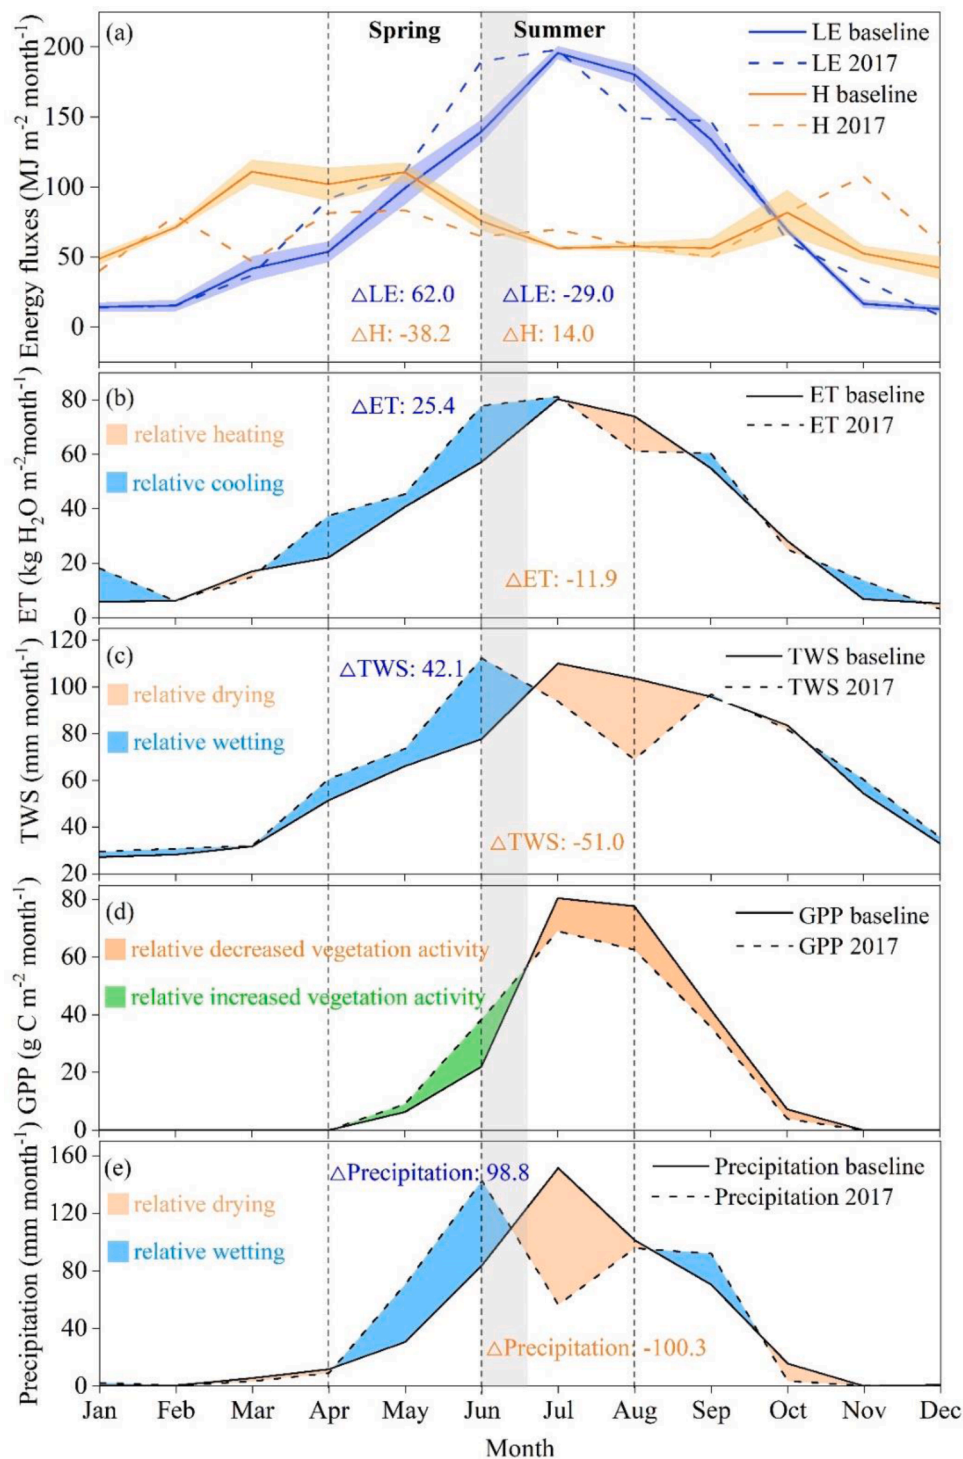 (a)
Spring
Summer
LE baseline
LE 2017
H baseline
H 2017
△LE: 62.0
△LE: -29.0
△H: -38.2
△H: 14.0
200
150
100
50
0
Energy fluxes (MJ m⁻² month⁻¹)
(b)
△ET: 25.4
ET baseline
ET 2017
relative heating
relative cooling
△ET: -11.9
80
60
40
20
0
ET (kg H₂O m⁻²month⁻¹)
(c)
△TWS: 42.1
TWS baseline
TWS 2017
relative drying
relative wetting
△TWS: -51.0
120
100
80
60
40
20
TWS (mm month⁻¹)
(d)
GPP baseline
GPP 2017
relative decreased vegetation activity
relative increased vegetation activity
80
60
40
20
0
GPP (g C m⁻² month⁻¹)
(e)
△Precipitation: 98.8
Precipitation baseline
Precipitation 2017
relative drying
relative wetting
△Precipitation: -100.3
160
120
80
40
0
Precipitation (mm month⁻¹)
Jan Feb Mar Apr May Jun Jul Aug Sep Oct Nov Dec
Month